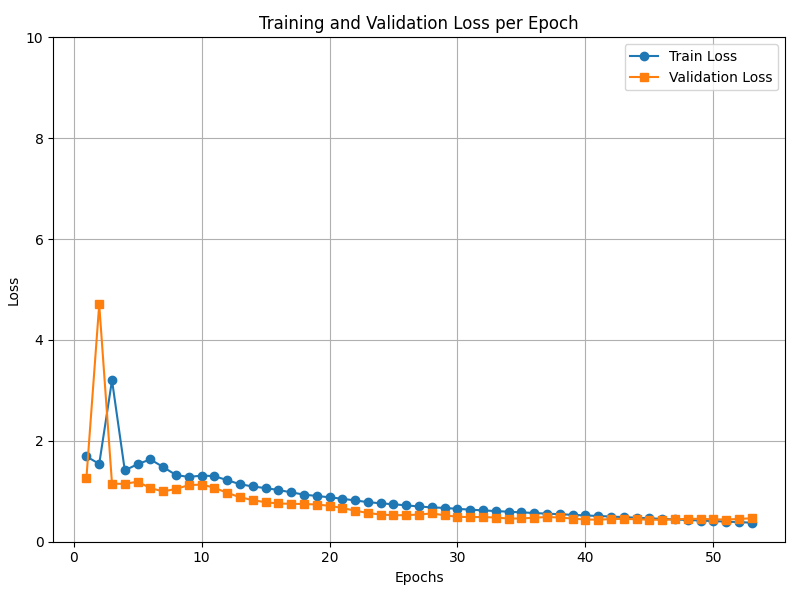 Training and Validation Loss per Epoch
10
8
6
4
2
0
Loss
Train Loss
Validation Loss
0 10 20 30 40 50
Epochs